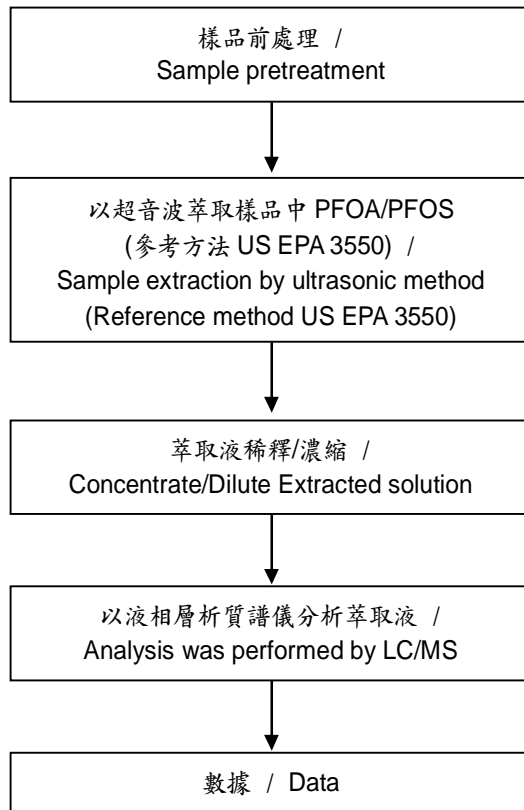 樣品前處理 /
Sample pretreatment
以超音波萃取樣品中 PFOA/PFOS
(參考方法 US EPA 3550) /
Sample extraction by ultrasonic method
(Reference method US EPA 3550)
萃取液稀釋/濃縮 /
Concentrate/Dilute Extracted solution
以液相層析質譜儀分析萃取液 /
Analysis was performed by LC/MS
數據 / Data